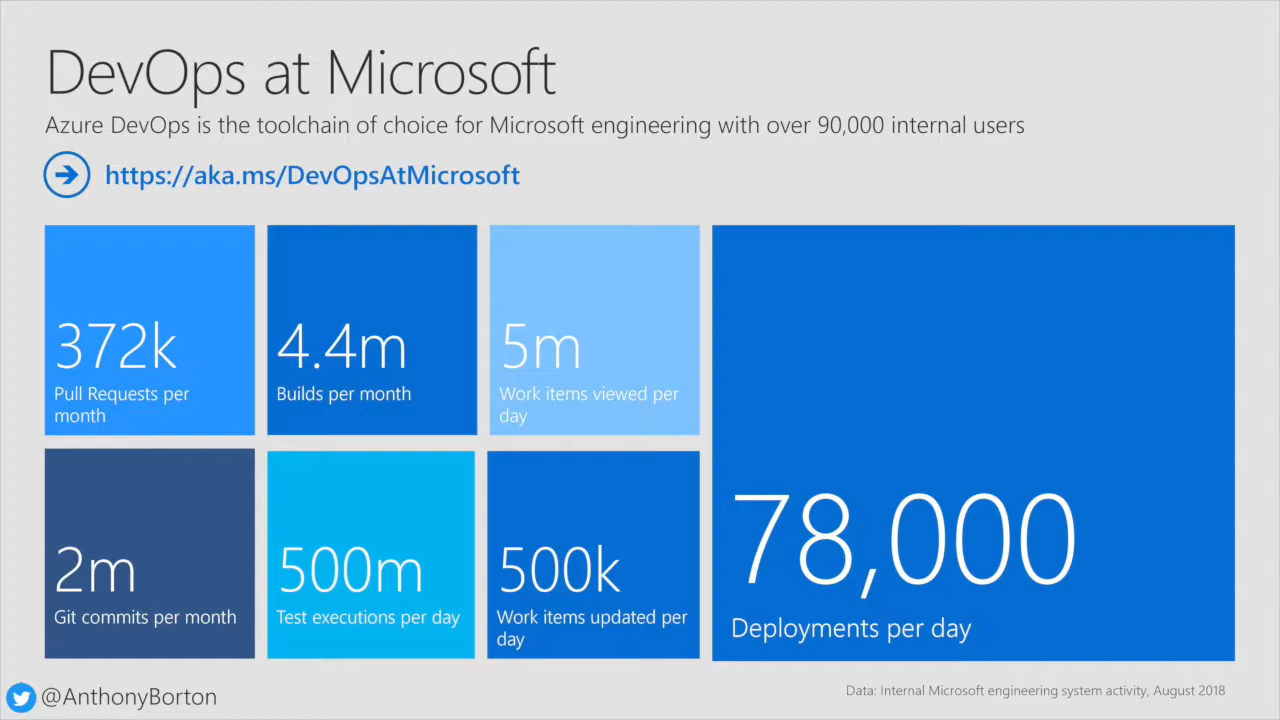 DevOps at Microsoft
Azure DevOps is the toolchain of choice for Microsoft engineering with over 90,000 internal users
https://aka.ms/DevOpsAtMicrosoft
372k
Pull Requests per
month
4.4m
Builds per month
5m
Work items viewed per
day
2m
Git commits per month
500m
Test executions per day
500k
Work items updated per
day
78,000
Deployments per day
@AnthonyBorton
Data: Internal Microsoft engineering system activity, August 2018